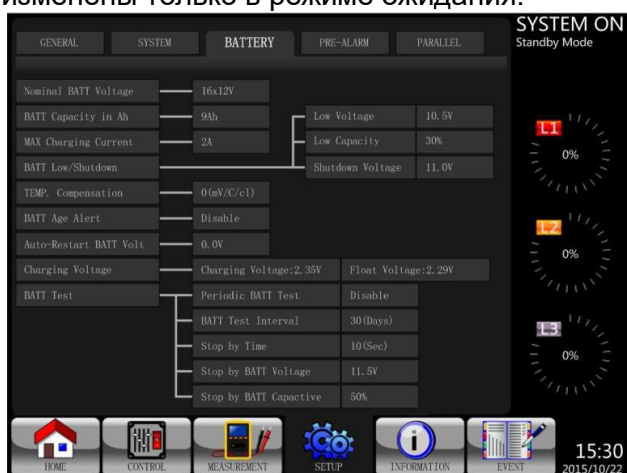 изменены только в режиме ожидания.
SYSTEM ON
Standby Mode
GENERAL SYSTEM BATTERY PRE-ALARM PARALLEL
Nominal BATT Voltage 16x12V
BATT Capacity in Ah 9Ah Low Voltage 10.5V
MAX Charging Current 2A Low Capacity 30%
BATT Low/Shutdown Shutdown Voltage 11.0V
TEMP. Compensation 0(mV/C/cl)
BATT Age Alert Disable
Auto-Restart BATT Volt 0.0V
Charging Voltage Charging Voltage:2.35V Float Voltage:2.29V
BATT Test Periodic BATT Test Disable
BATT Test Interval 30(Days)
Stop by Time 10(Sec)
Stop by BATT Voltage 11.5V
Stop by BATT Capactive 50%
L1
0%
L2
0%
L3
0%
HOME CONTROL MEASUREMENT SETUP INFORMATION EVENT
15:30
2015/10/22